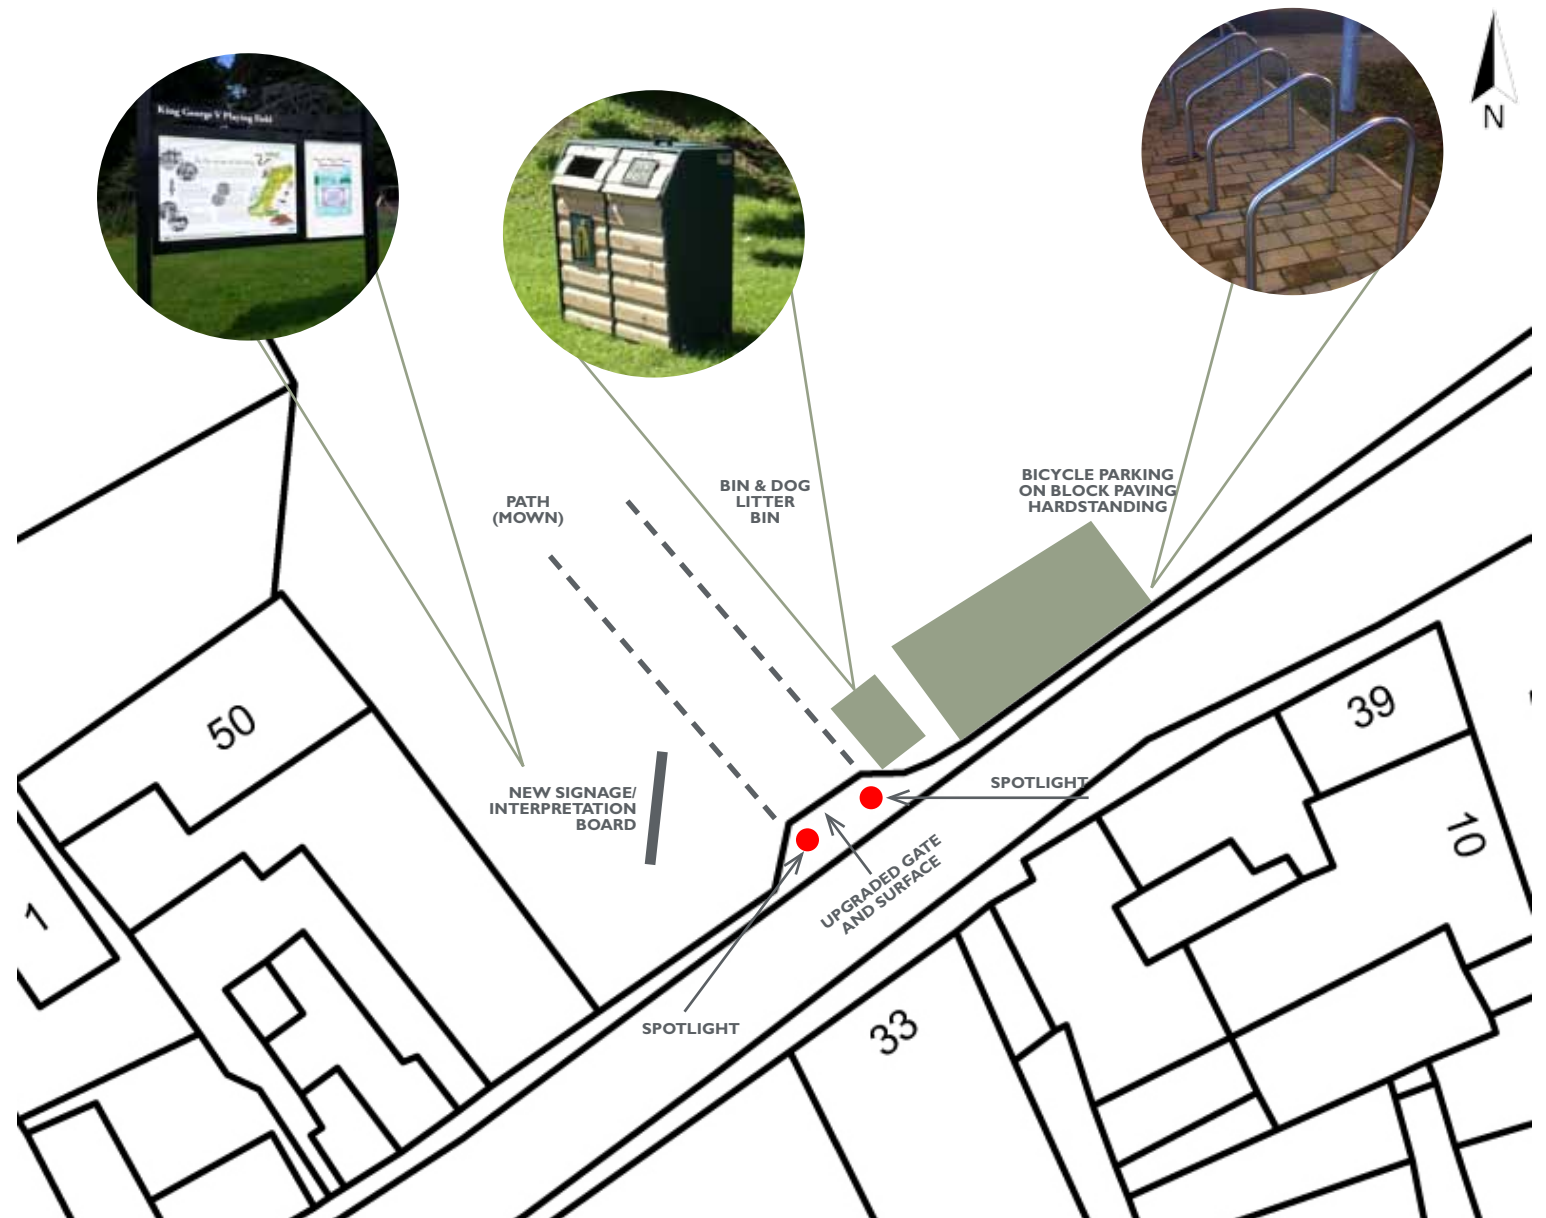 King George V Playing field
N
BICYCLE PARKING
ON BLOCK PAVING
HARDSTANDING
BIN & DOG
LITTER
BIN
PATH
(MOWN)
50
39
NEW SIGNAGE/
INTERPRETATION
BOARD
SPOTLIGHT
10
UPGRADED GATE
AND SURFACE
1
SPOTLIGHT
33